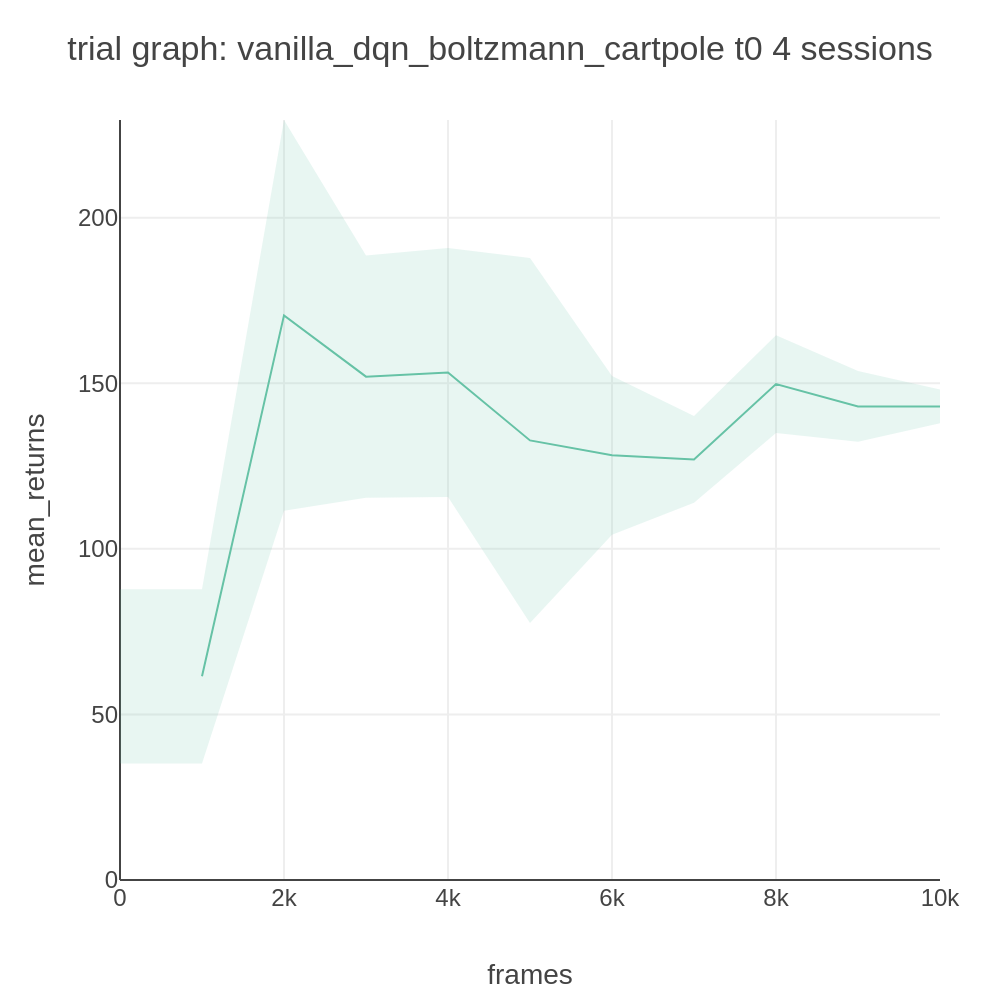 trial graph: vanilla_dqn_boltzmann_cartpole t0 4 sessions
mean_returns
200
150
100
50
0
0 2k 4k 6k 8k 10k
frames